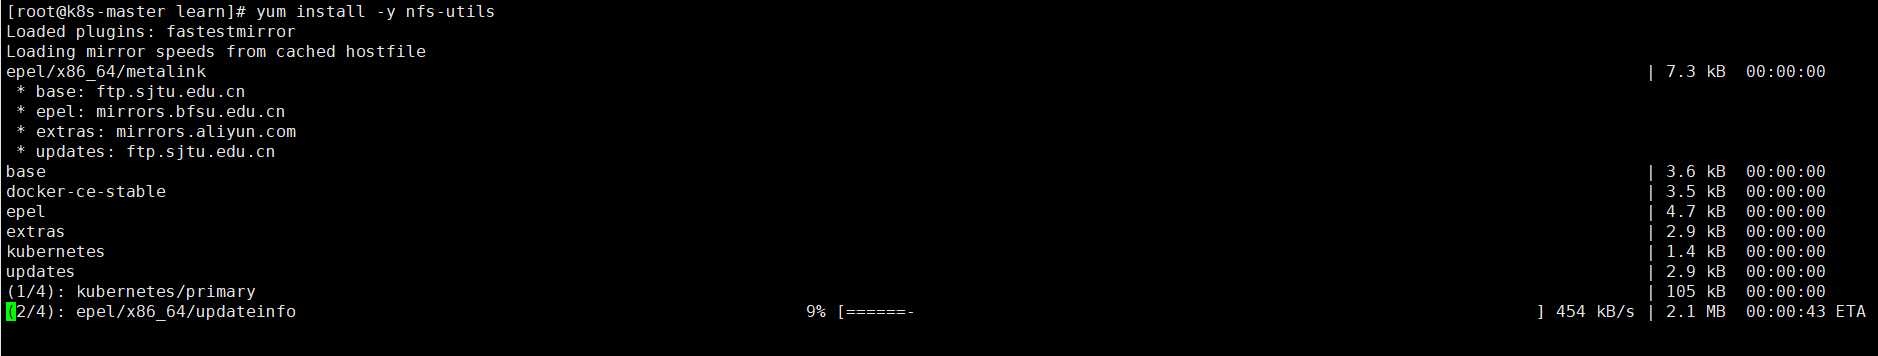 [root@k8s-master learn]# yum install -y nfs-utils
Loaded plugins: fastestmirror
Loading mirror speeds from cached hostfile
epel/x86_64/metalink | 7.3 kB 00:00:00
* base: ftp.sjtu.edu.cn
* epel: mirrors.bfsu.edu.cn
* extras: mirrors.aliyun.com
* updates: ftp.sjtu.edu.cn
base | 3.6 kB 00:00:00
docker-ce-stable | 3.5 kB 00:00:00
epel | 4.7 kB 00:00:00
extras | 2.9 kB 00:00:00
kubernetes | 1.4 kB 00:00:00
updates | 2.9 kB 00:00:00
(1/4): kubernetes/primary | 105 kB 00:00:00
(2/4): epel/x86_64/updateinfo 9% [======- ] 454 kB/s | 2.1 MB 00:00:43 ETA